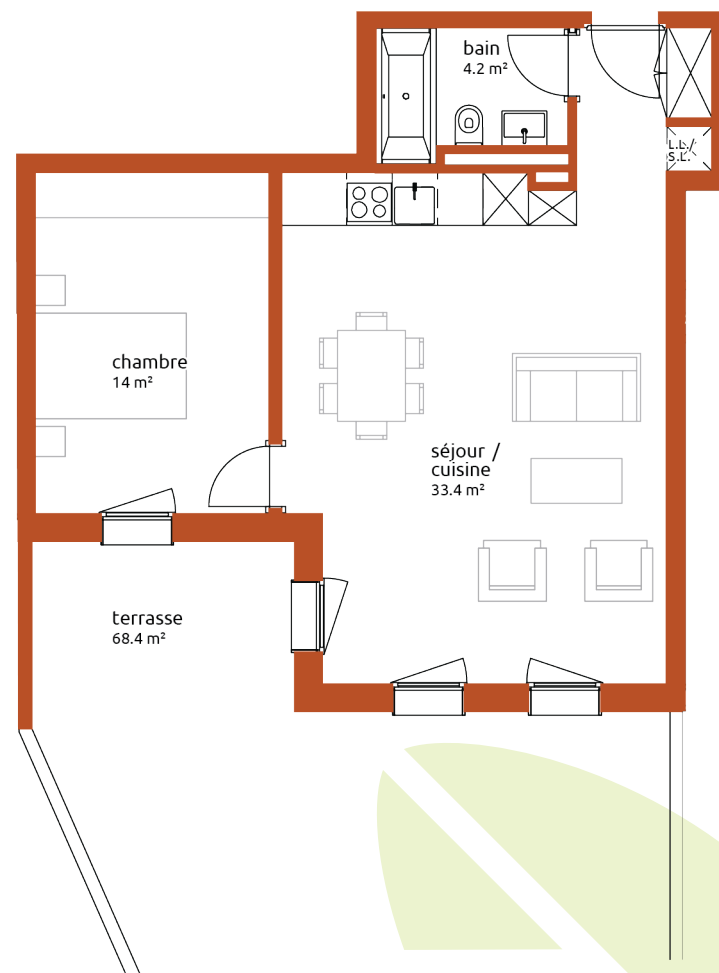 bain
4.2 m²
L.L./
S.L.
chambre
14 m²
séjour /
cuisine
33.4 m²
terrasse
68.4 m²